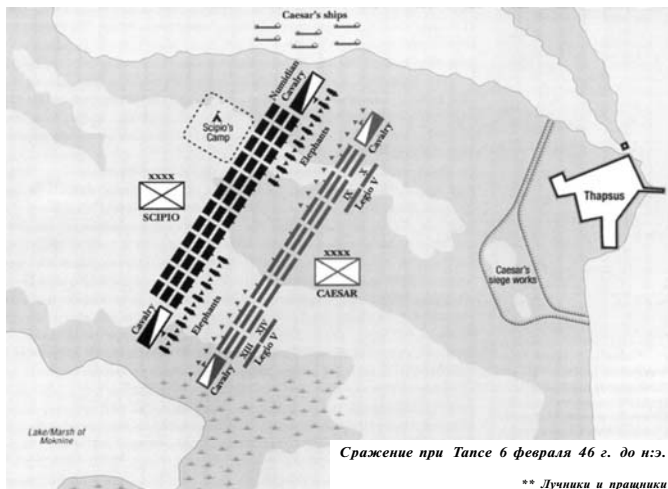 Caesar's ships
Numidian
Cavalry
Scipio's
Camp
Elephants
Cavalry
X
IX
Legio V
XXXX
SCIPIO
Thapsus
XXXX
CAESAR
Caesar's
siege works
Cavalry
Elephants
XIV
XIII
Legio V
Cavalry
Lake/Marsh of
Moknine
Сражение при Тапсе 6 февраля 46 г. до н:э.
** Лучники и пращники